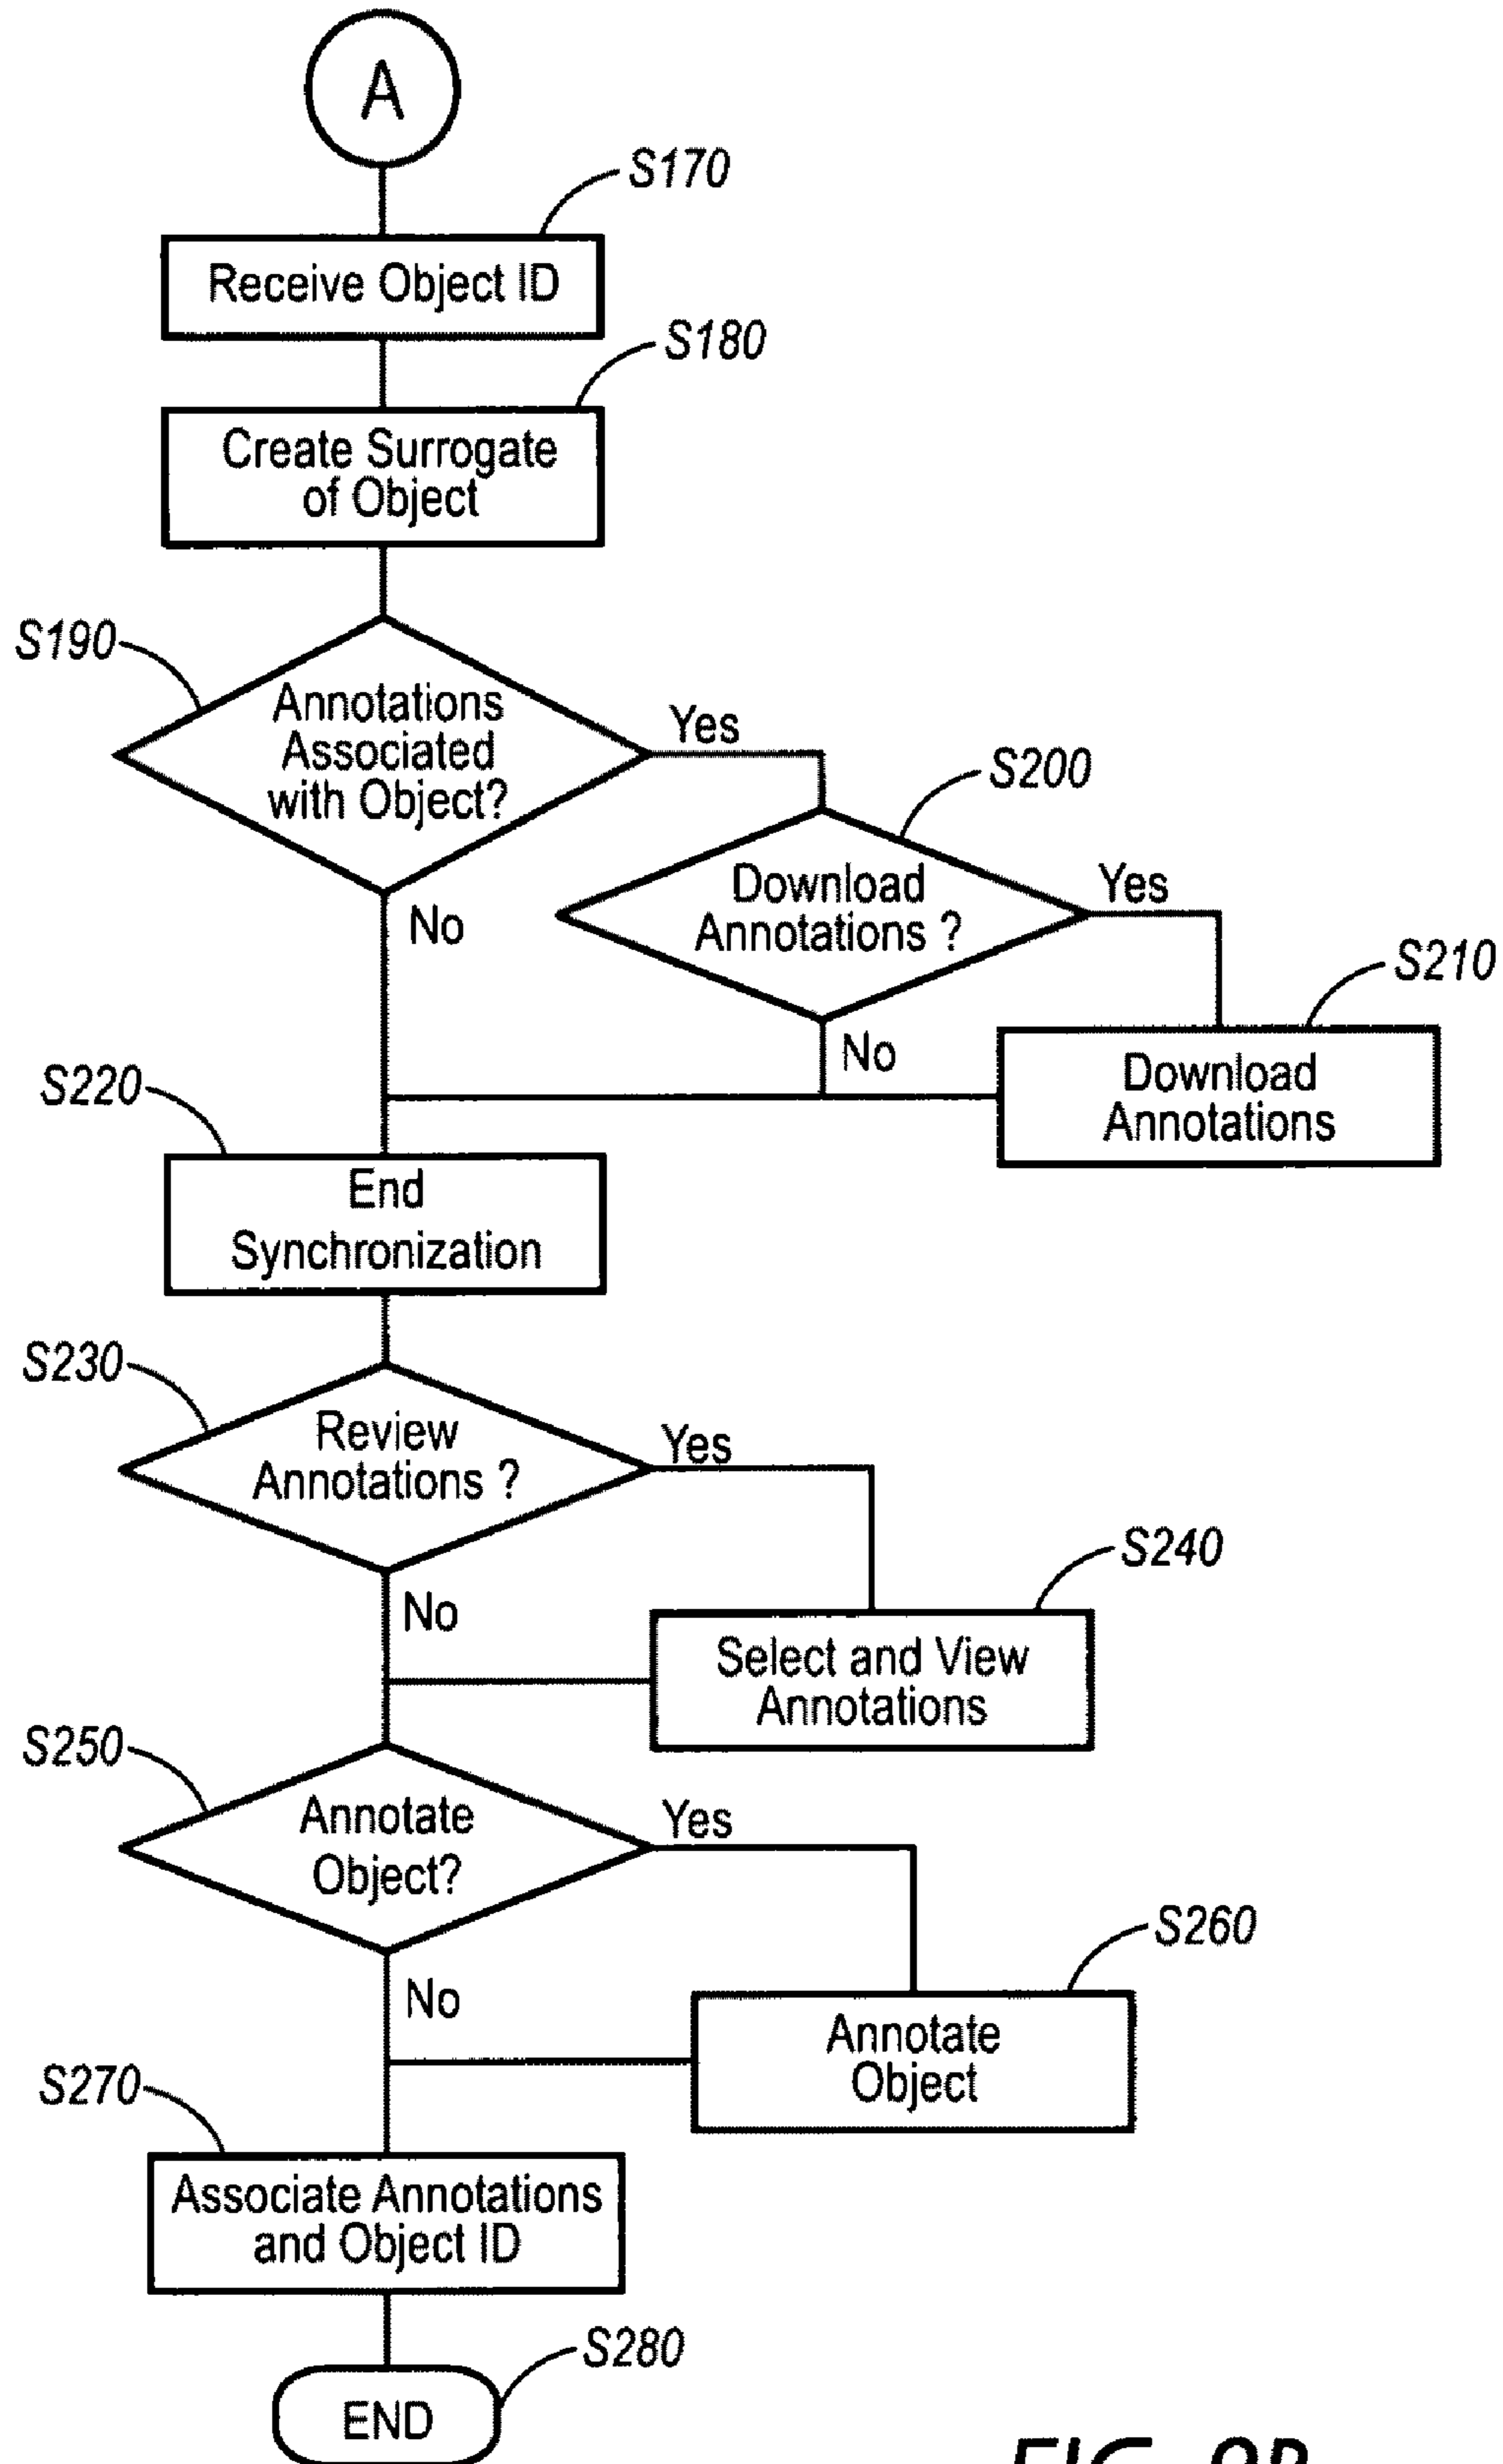 A
S170
Receive Object ID
S180
Create Surrogate
of Object
S190
Annotations
Associated
with Object?
Yes
No
S200
Download
Annotations ?
Yes
No
S210
Download
Annotations
S220
End
Synchronization
S230
Review
Annotations ?
Yes
No
S240
Select and View
Annotations
S250
Annotate
Object?
Yes
No
S260
Annotate
Object
S270
Associate Annotations
and Object ID
S280
END